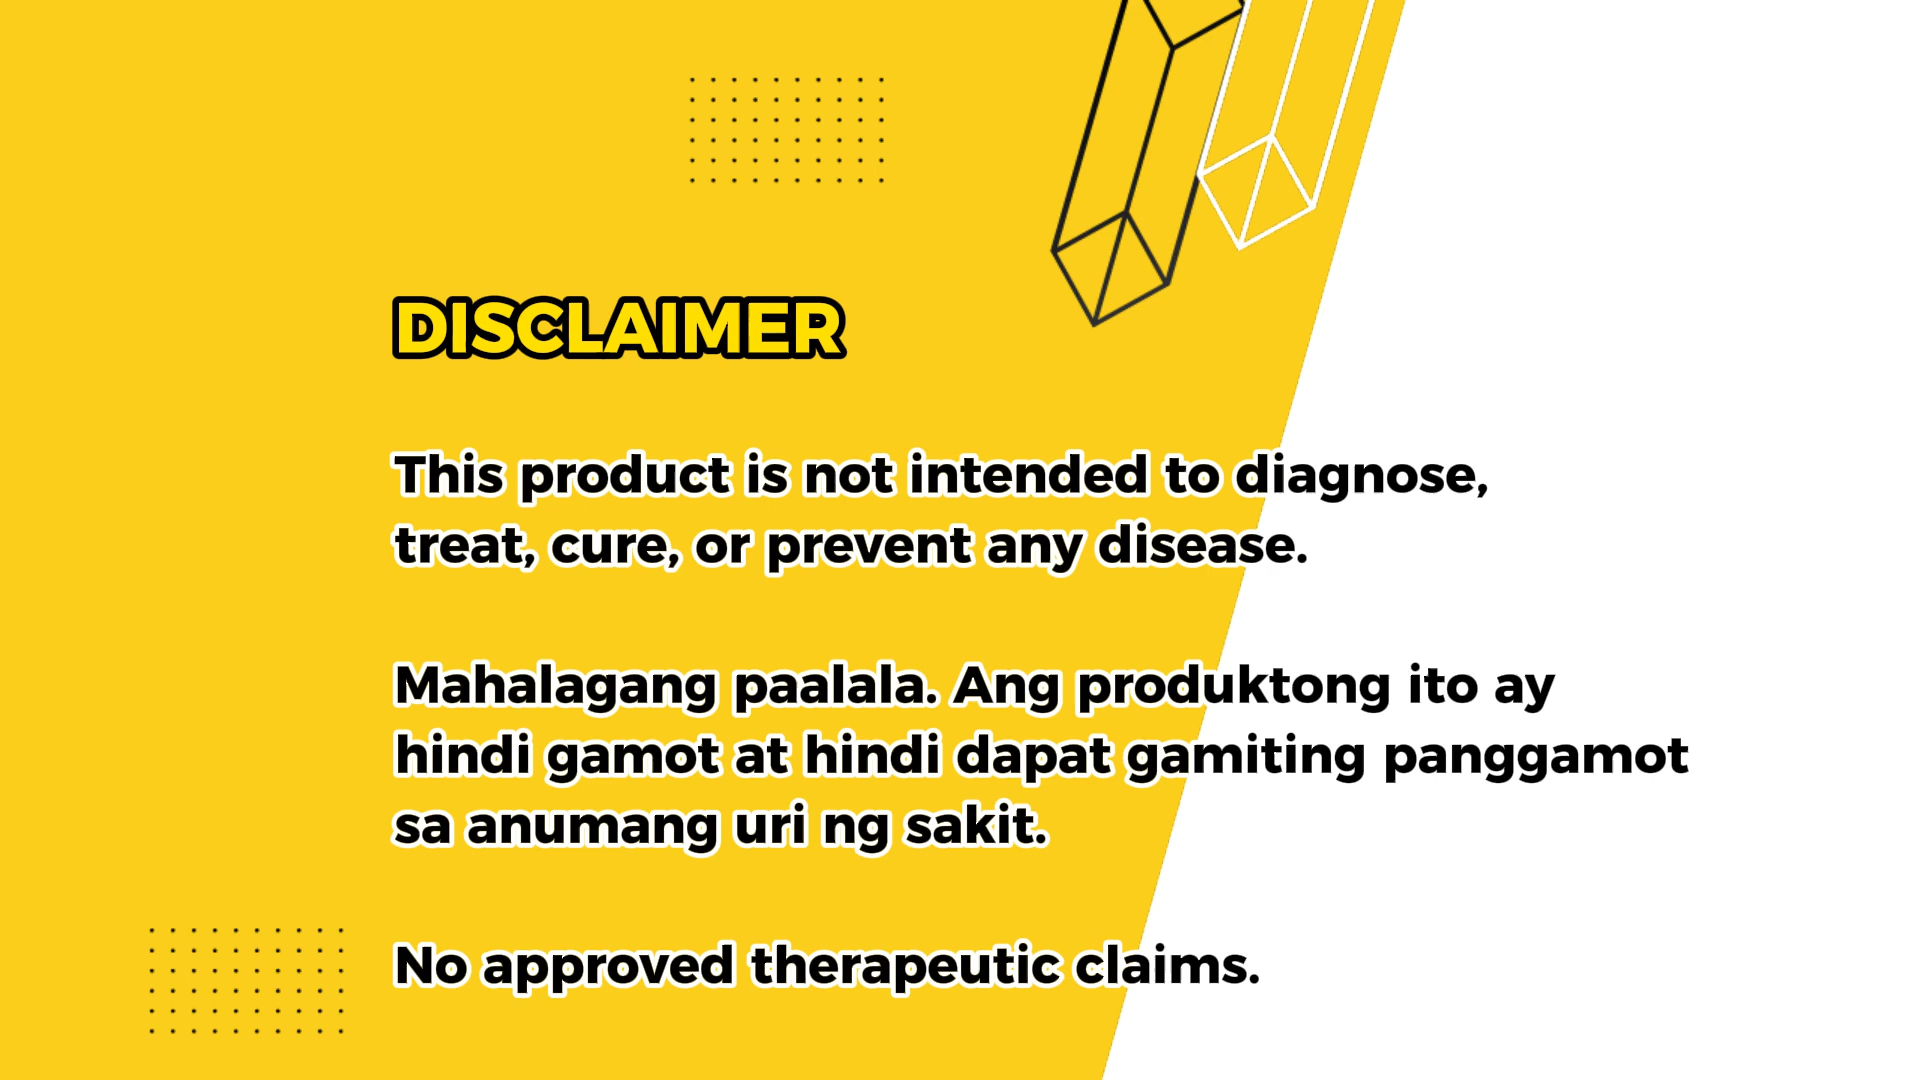 DISCLAIMER
This product is not intended to diagnose,
treat, cure, or prevent any disease.
Mahalagang paalala. Ang produktong ito ay
hindi gamot at hindi dapat gamiting panggamot
sa anumang uri ng sakit.
No approved therapeutic claims.